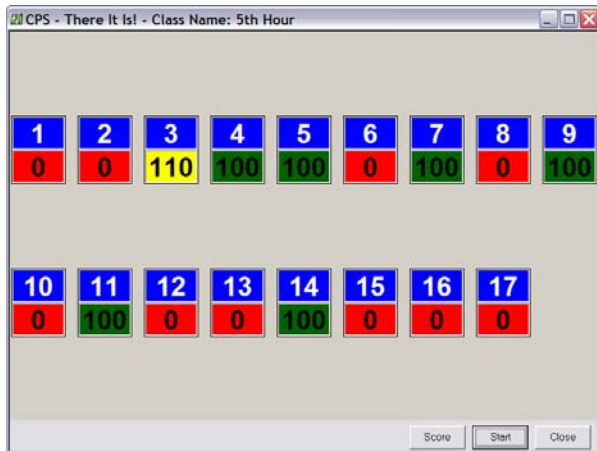 CPS - There It Is! - Class Name: 5th Hour
1 2 3 4 5 6 7 8 9
0 0 110 100 100 0 100 0 100
10 11 12 13 14 15 16 17
0 100 0 0 100 0 0 0
Score Start Close